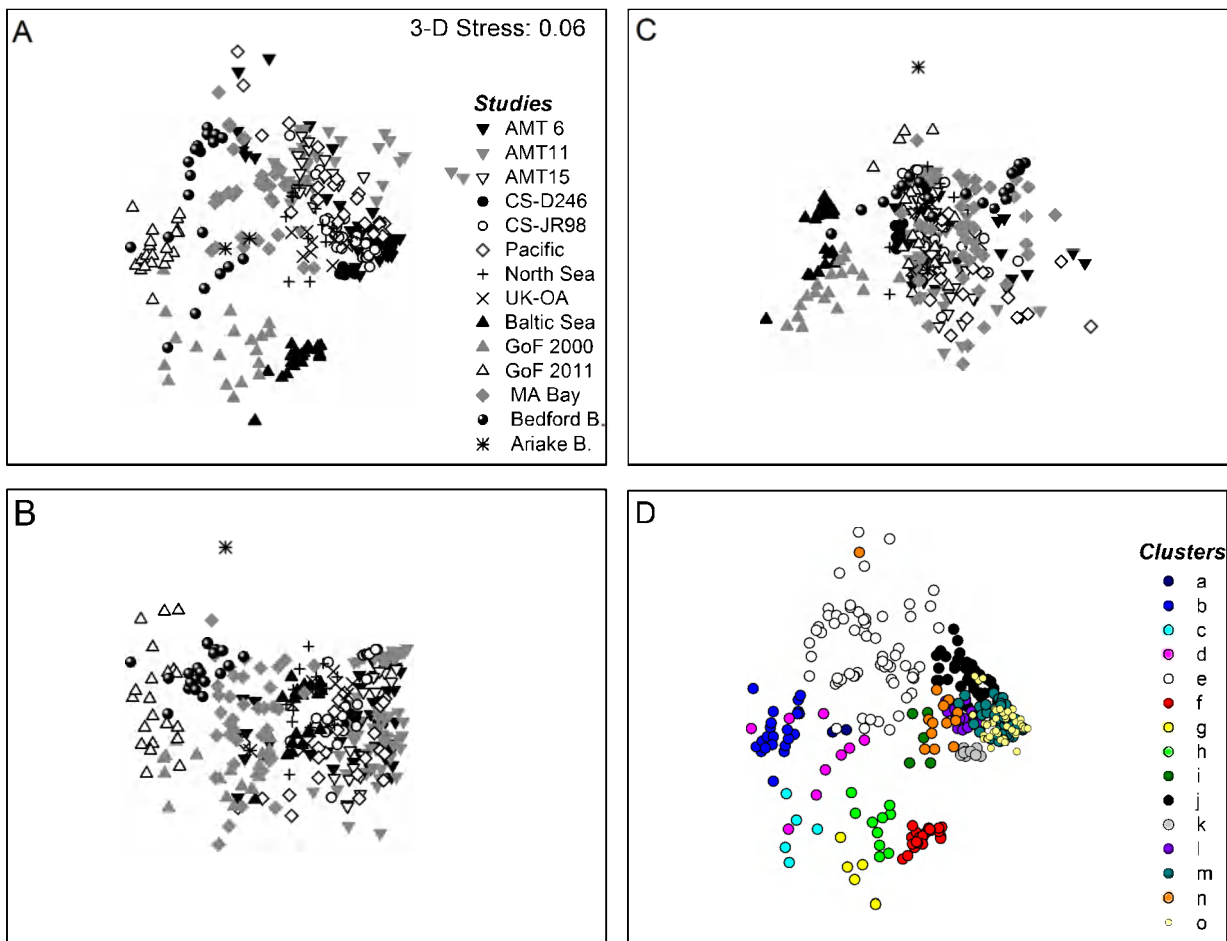 A
3-D Stress: 0.06
Studies
AMT 6
AMT11
AMT15
CS-D246
CS-JR98
Pacific
North Sea
UK-OA
Baltic Sea
GoF 2000
GoF 2011
MA Bay
Bedford B.
Ariake B.
C
B
D
Clusters
a
b
c
d
e
f
g
h
i
j
k
l
m
n
o